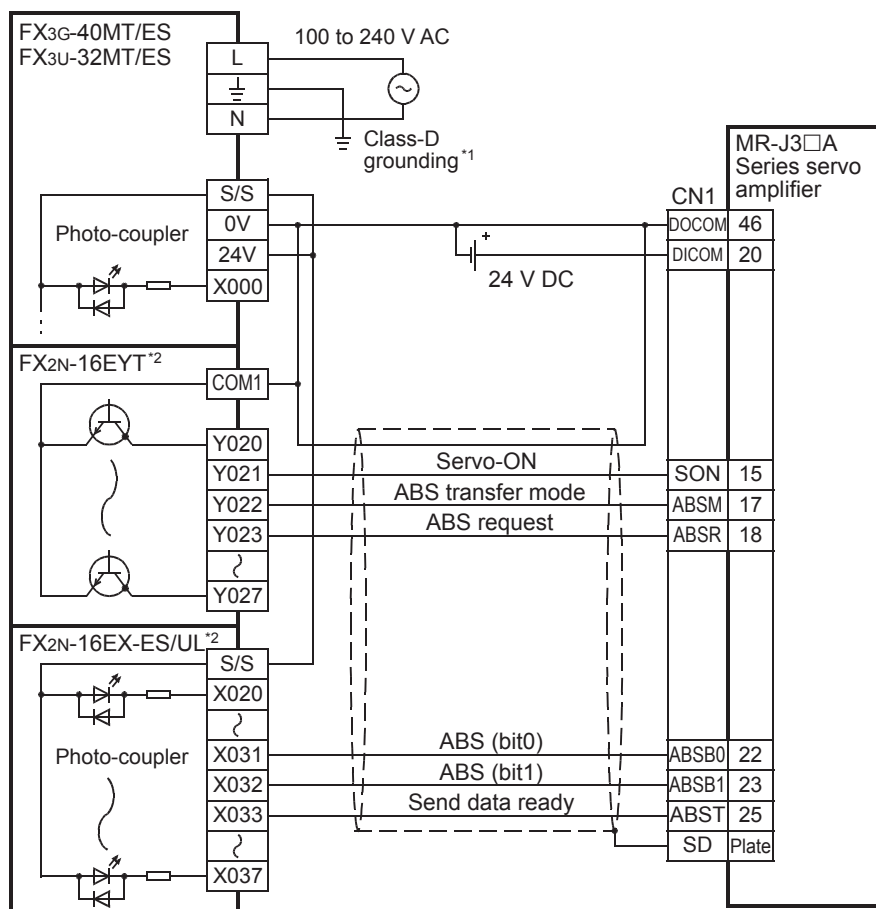 FX3G-40MT/ES
FX3U-32MT/ES
L
N
100 to 240 V AC
Class-D
grounding *1
MR-J3□A
Series servo
amplifier
CN1
S/S
0V
24V
X000
Photo-coupler
24 V DC
DOCOM 46
DICOM 20
FX2N-16EYT*2
COM1
Y020
Y021 Servo-ON SON 15
Y022 ABS transfer mode ABSM 17
Y023 ABS request ABSR 18
Y027
FX2N-16EX-ES/UL*2
S/S
X020
Photo-coupler
X031 ABS (bit0) ABSB0 22
X032 ABS (bit1) ABSB1 23
X033 Send data ready ABST 25
SD Plate
X037